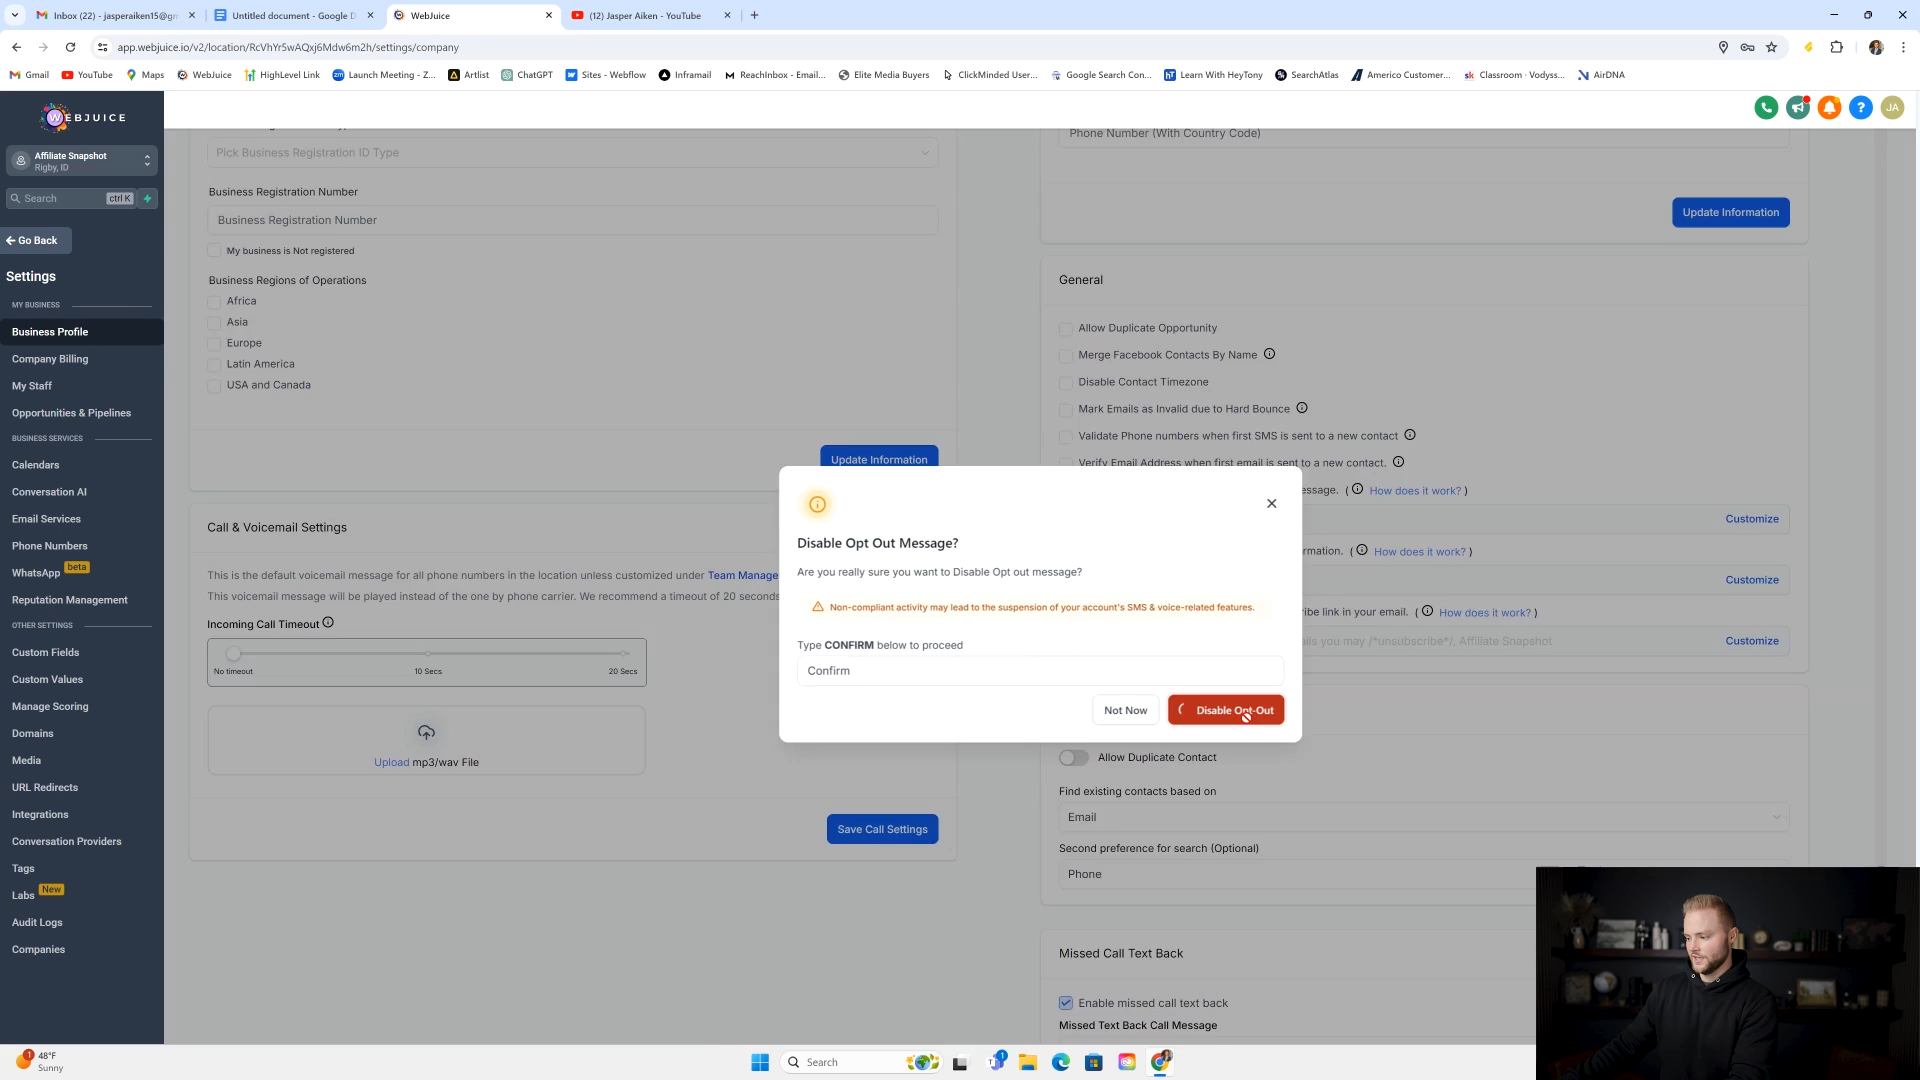 Inbox (22) - jasperaiken15@gm
Untitled document - Google D
WebJuice
(12) Jasper Aiken - YouTube
app.webjuice.io/v2/location/RcVhYr5wAQxj6Mdw6m2h/settings/company
Gmail
YouTube
Maps
WebJuice
HighLevel Link
Launch Meeting - Z...
Artlist
ChatGPT
Sites - Webflow
Inframail
ReachInbox - Email...
Elite Media Buyers
ClickMinded User...
Google Search Con...
Learn With HeyTony
SearchAtlas
Americo Customer...
Classroom · Vodyss...
AirDNA
WEBJUICE
JA
Affiliate Snapshot
Rigby, ID
Search
ctrl K
Go Back
Settings
MY BUSINESS
Business Profile
Company Billing
My Staff
Opportunities & Pipelines
BUSINESS SERVICES
Calendars
Conversation AI
Email Services
Phone Numbers
WhatsApp beta
Reputation Management
OTHER SETTINGS
Custom Fields
Custom Values
Manage Scoring
Domains
Media
URL Redirects
Integrations
Conversation Providers
Tags
Labs New
Audit Logs
Companies
Pick Business Registration ID Type
Business Registration Number
Business Registration Number
My business is Not registered
Business Regions of Operations
Africa
Asia
Europe
Latin America
USA and Canada
Update Information
Call & Voicemail Settings
This is the default voicemail message for all phone numbers in the location unless customized under Team Manage
This voicemail message will be played instead of the one by phone carrier. We recommend a timeout of 20 seconds
Incoming Call Timeout
No timeout
10 Secs
20 Secs
Upload mp3/wav File
Save Call Settings
Phone Number (With Country Code)
Update Information
General
Allow Duplicate Opportunity
Merge Facebook Contacts By Name
Disable Contact Timezone
Mark Emails as Invalid due to Hard Bounce
Validate Phone numbers when first SMS is sent to a new contact
Verify Email Address when first email is sent to a new contact.
essage. ( How does it work? )
Customize
rmation. ( How does it work? )
Customize
ribe link in your email. ( How does it work? )
ails you may /*unsubscribe*/, Affiliate Snapshot
Customize
Disable Opt Out Message?
Are you really sure you want to Disable Opt out message?
Non-compliant activity may lead to the suspension of your account's SMS & voice-related features.
Type CONFIRM below to proceed
Confirm
Not Now
Disable Opt-Out
Allow Duplicate Contact
Find existing contacts based on
Email
Second preference for search (Optional)
Phone
Missed Call Text Back
Enable missed call text back
Missed Text Back Call Message
1
48°F
Sunny
Search
1